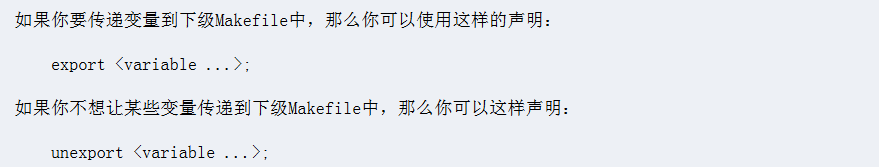 如果你要传递变量到下级Makefile中，那么你可以使用这样的声明：
export <variable ...>;
如果你不想让某些变量传递到下级Makefile中，那么你可以这样声明：
unexport <variable ...>;